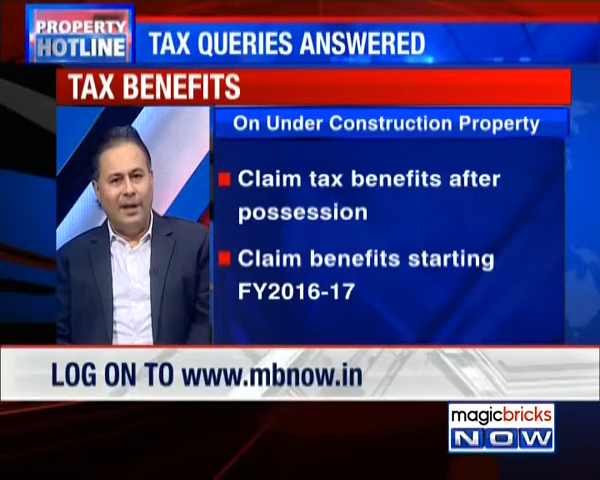 PROPERTY
HOTLINE
TAX QUERIES ANSWERED
TAX BENEFITS
On Under Construction Property
Claim tax benefits after
possession
Claim benefits starting
FY2016-17
LOG ON TO www.mbnow.in
magicbricks
NOW